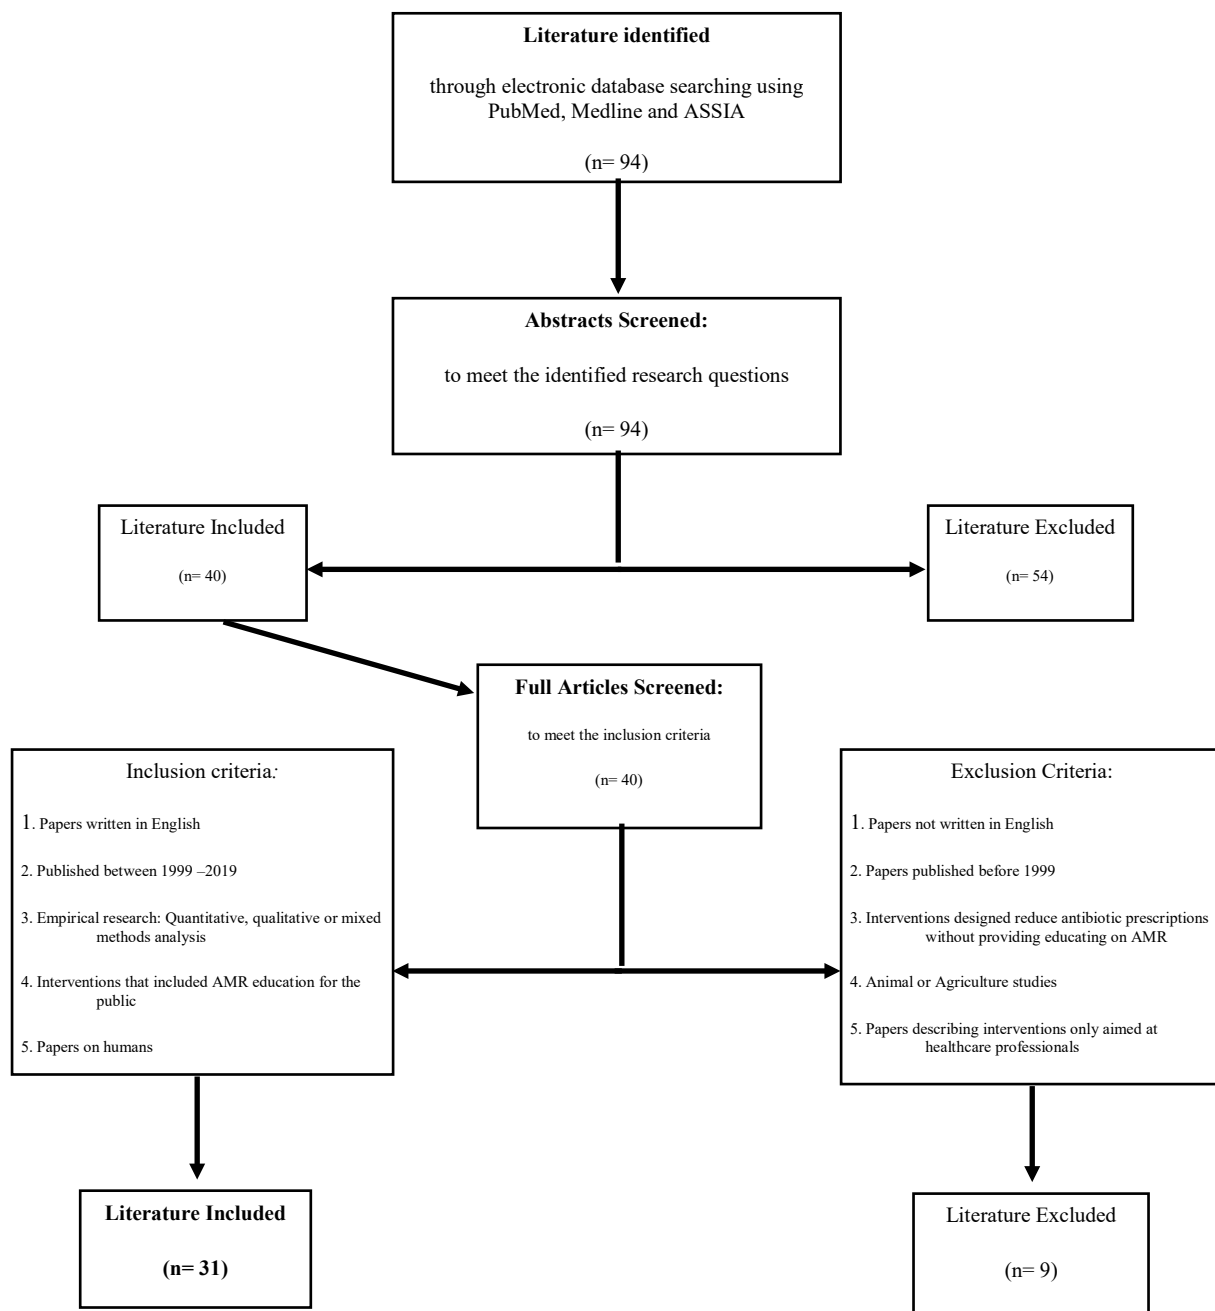 Literature identified
through electronic database searching using
PubMed, Medline and ASSIA
(n= 94)
Abstracts Screened:
to meet the identified research questions
(n= 94)
Literature Included
(n= 40)
Literature Excluded
(n= 54)
Full Articles Screened:
to meet the inclusion criteria
(n= 40)
Inclusion criteria:
1. Papers written in English
2. Published between 1999 –2019
3. Empirical research: Quantitative, qualitative or mixed
methods analysis
4. Interventions that included AMR education for the
public
5. Papers on humans
Exclusion Criteria:
1. Papers not written in English
2. Papers published before 1999
3. Interventions designed reduce antibiotic prescriptions
without providing educating on AMR
4. Animal or Agriculture studies
5. Papers describing interventions only aimed at
healthcare professionals
Literature Included
(n= 31)
Literature Excluded
(n= 9)